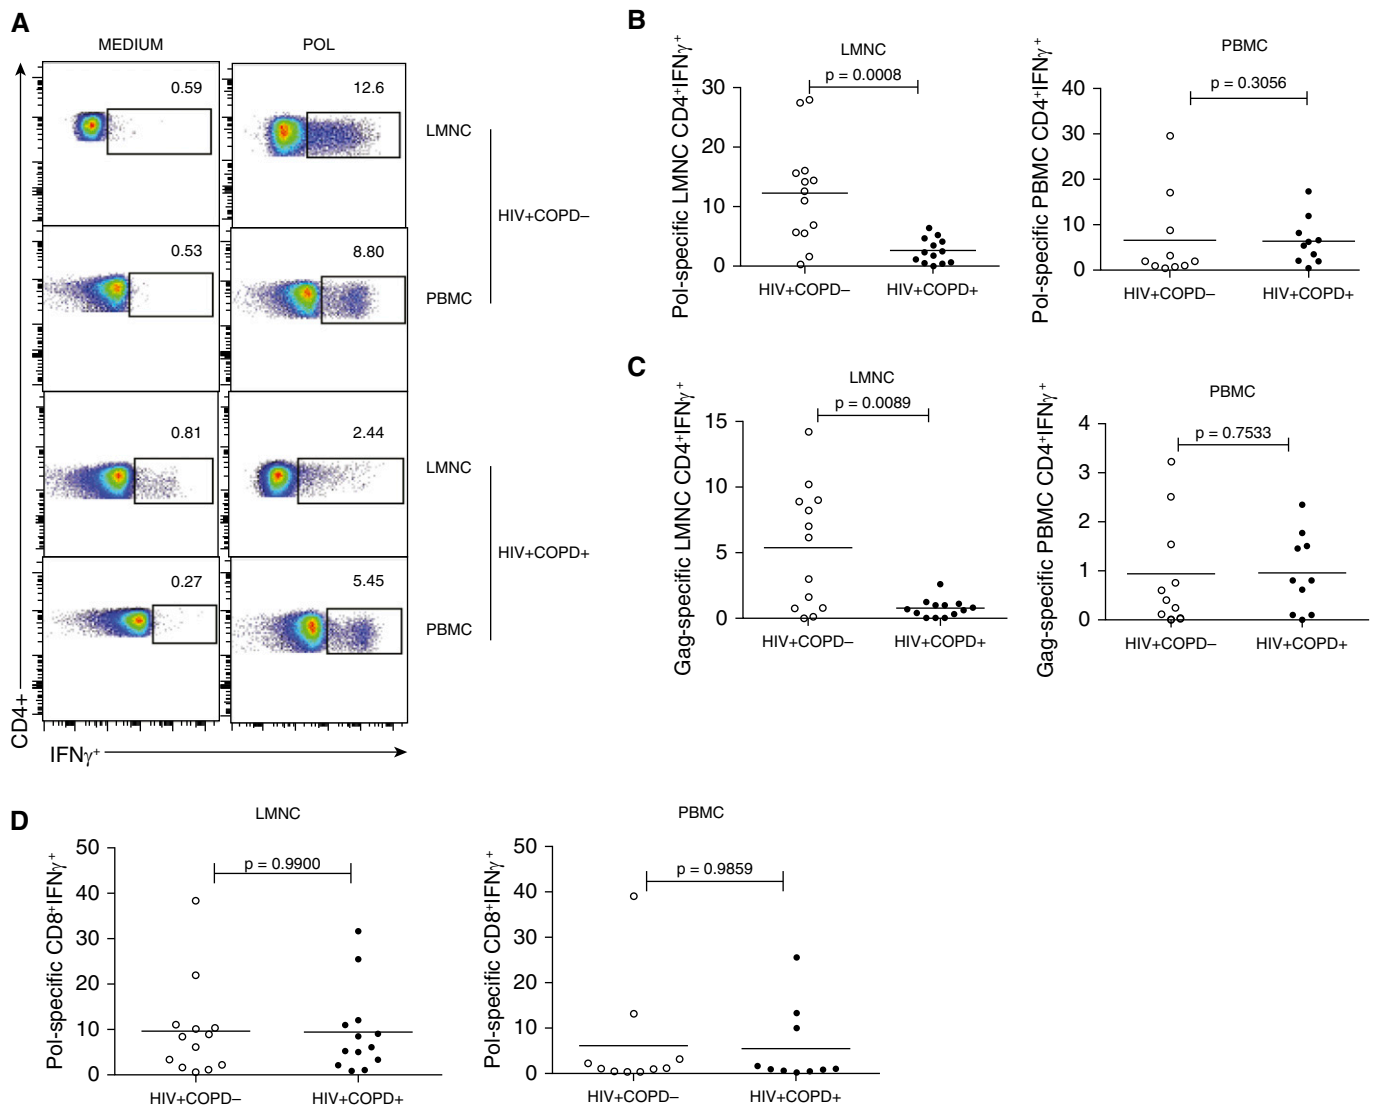 A
MEDIUM
POL
0.59
12.6
LMNC
HIV+COPD–
0.53
8.80
PBMC
0.81
2.44
LMNC
HIV+COPD+
0.27
5.45
PBMC
CD4+
IFNγ⁺
B
LMNC
p = 0.0008
Pol-specific LMNC CD4⁺IFNγ⁺
30
20
10
0
HIV+COPD–
HIV+COPD+
PBMC
p = 0.3056
Pol-specific PBMC CD4⁺IFNγ⁺
40
30
20
10
0
HIV+COPD–
HIV+COPD+
C
LMNC
p = 0.0089
Gag-specific LMNC CD4⁺IFNγ⁺
15
10
5
0
HIV+COPD–
HIV+COPD+
PBMC
p = 0.7533
Gag-specific PBMC CD4⁺IFNγ⁺
4
3
2
1
0
HIV+COPD–
HIV+COPD+
D
LMNC
p = 0.9900
Pol-specific CD8⁺IFNγ⁺
50
40
30
20
10
0
HIV+COPD–
HIV+COPD+
PBMC
p = 0.9859
Pol-specific CD8⁺IFNγ⁺
50
40
30
20
10
0
HIV+COPD–
HIV+COPD+